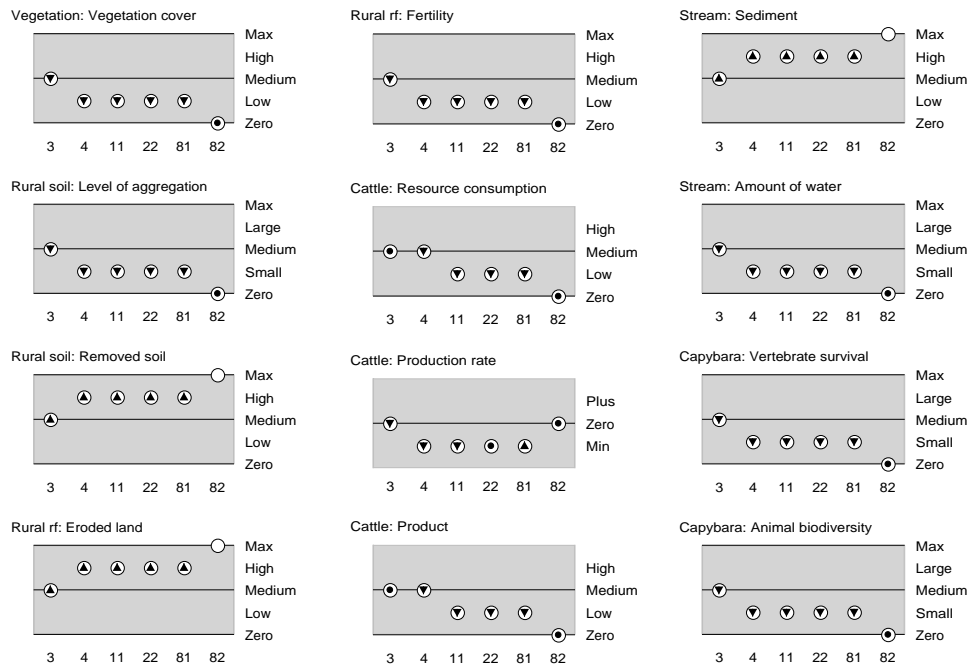 Vegetation: Vegetation cover
Max
High
Medium
Low
Zero
3 4 11 22 81 82
Rural rf: Fertility
Max
High
Medium
Low
Zero
3 4 11 22 81 82
Stream: Sediment
Max
High
Medium
Low
Zero
3 4 11 22 81 82
Rural soil: Level of aggregation
Max
Large
Medium
Small
Zero
3 4 11 22 81 82
Cattle: Resource consumption
High
Medium
Low
Zero
3 4 11 22 81 82
Stream: Amount of water
Max
Large
Medium
Small
Zero
3 4 11 22 81 82
Rural soil: Removed soil
Max
High
Medium
Low
Zero
3 4 11 22 81 82
Cattle: Production rate
Plus
Zero
Min
3 4 11 22 81 82
Capybara: Vertebrate survival
Max
Large
Medium
Small
Zero
3 4 11 22 81 82
Rural rf: Eroded land
Max
High
Medium
Low
Zero
3 4 11 22 81 82
Cattle: Product
High
Medium
Low
Zero
3 4 11 22 81 82
Capybara: Animal biodiversity
Max
Large
Medium
Small
Zero
3 4 11 22 81 82